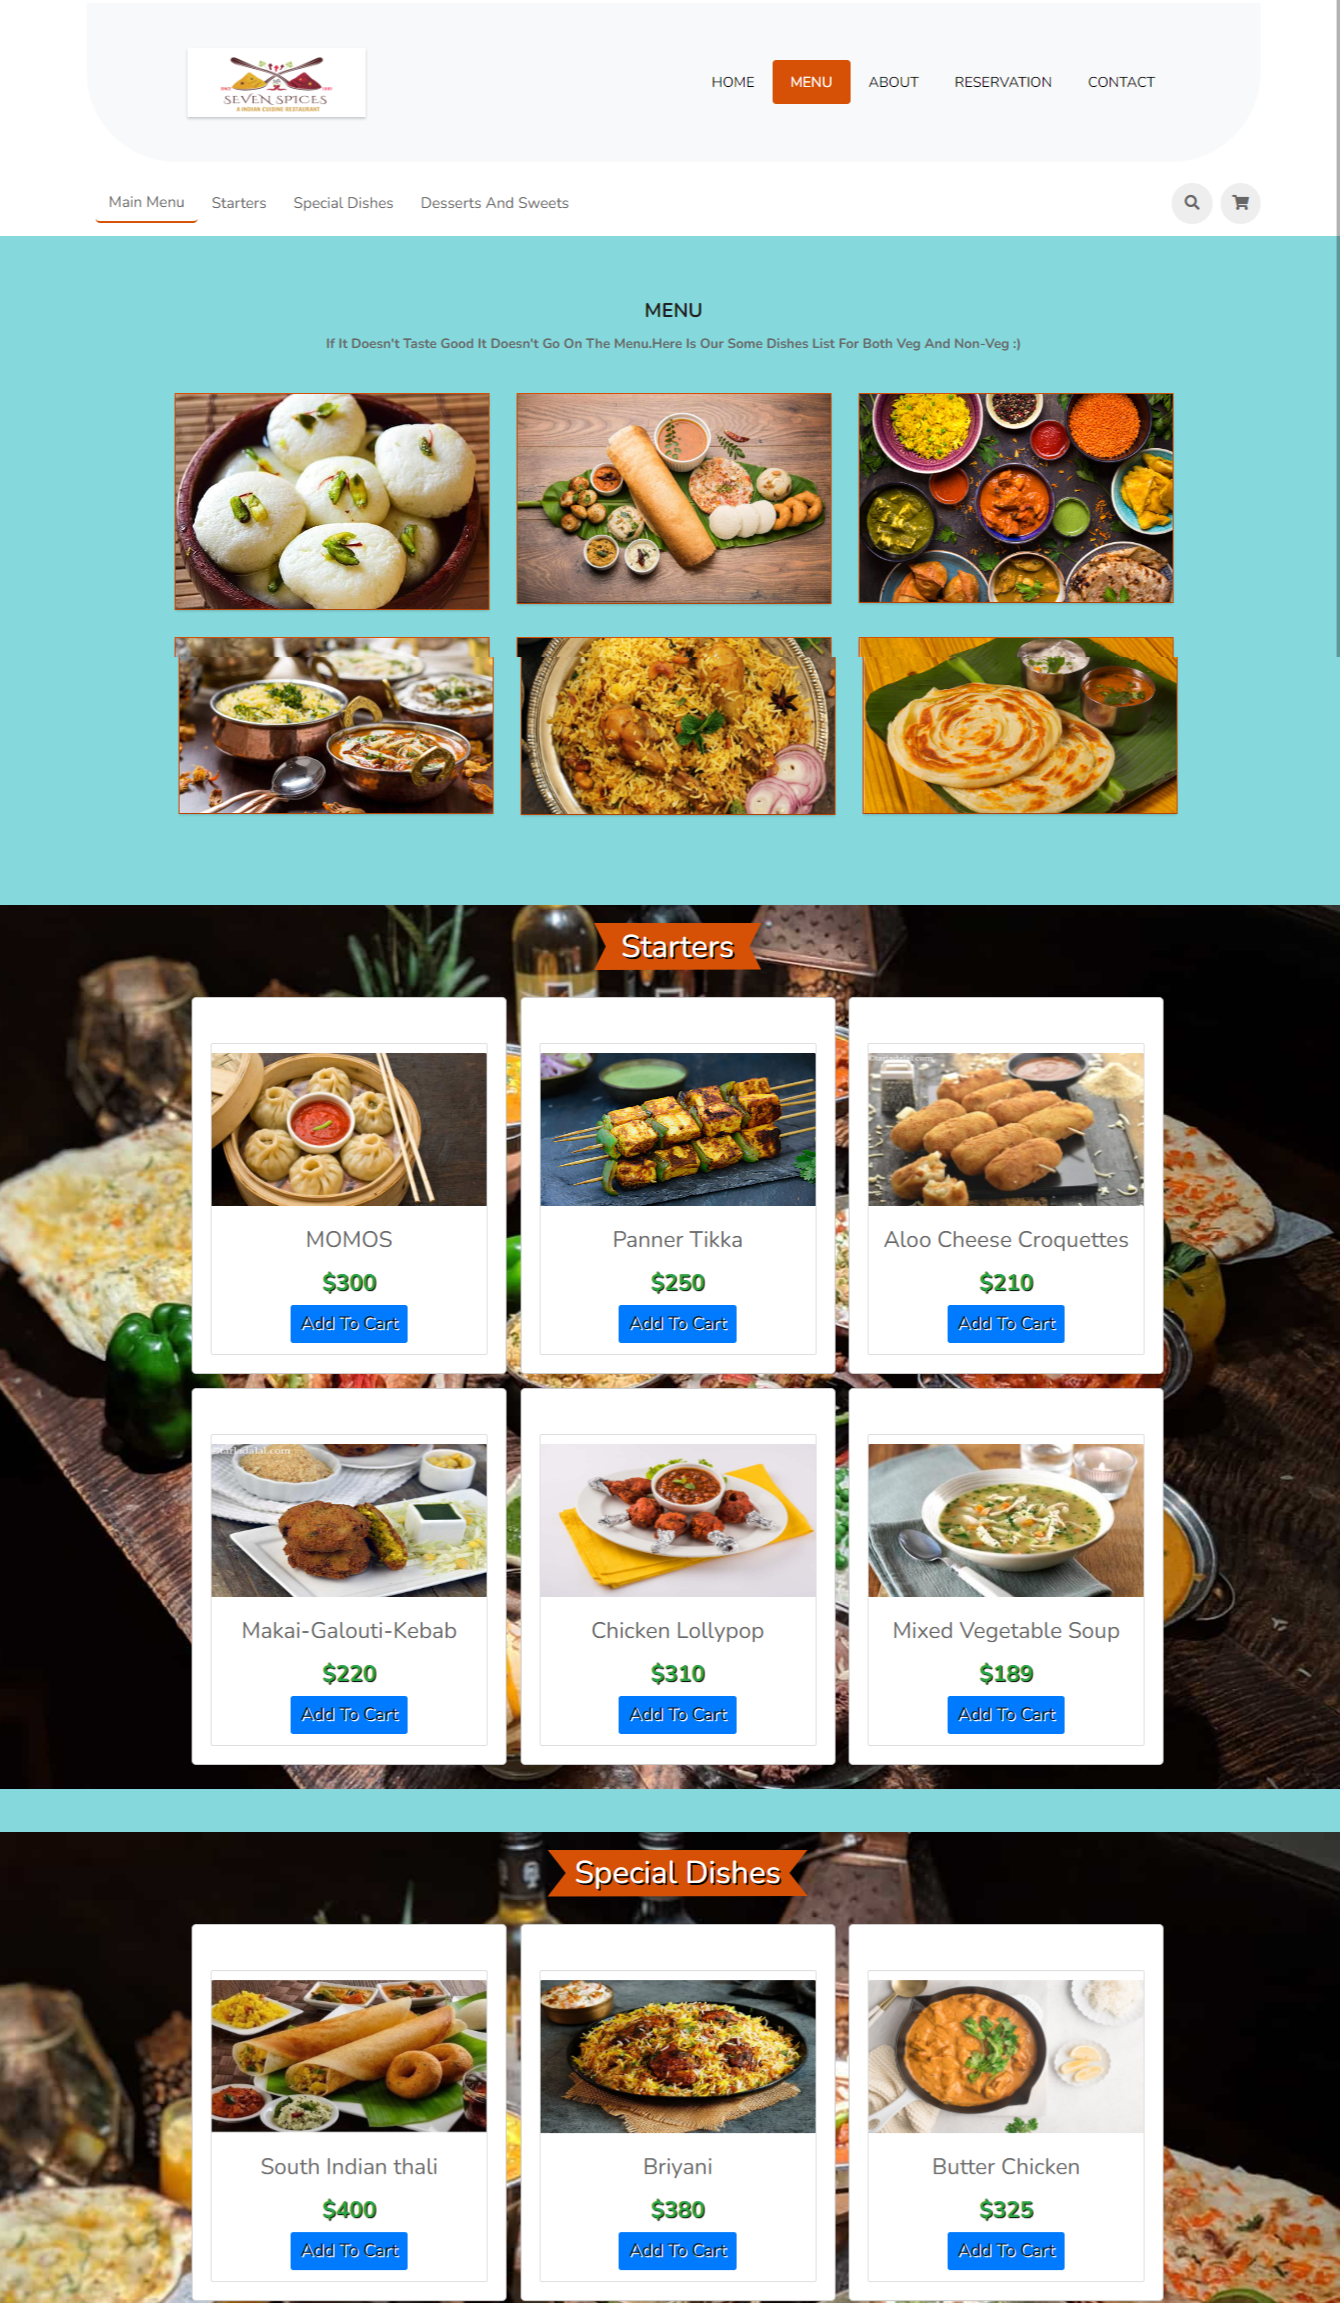 SEVEN SPICES
A INDIAN CUISINE RESTAURANT
HOME MENU ABOUT RESERVATION CONTACT
Main Menu Starters Special Dishes Desserts And Sweets
MENU
If It Doesn't Taste Good It Doesn't Go On The Menu.Here Is Our Some Dishes List For Both Veg And Non-Veg :)
Starters
MOMOS Panner Tikka Aloo Cheese Croquettes
$300 $250 $210
Add To Cart Add To Cart Add To Cart
Makai-Galouti-Kebab Chicken Lollypop Mixed Vegetable Soup
$220 $310 $189
Add To Cart Add To Cart Add To Cart
Special Dishes
South Indian thali Briyani Butter Chicken
$400 $380 $325
Add To Cart Add To Cart Add To Cart